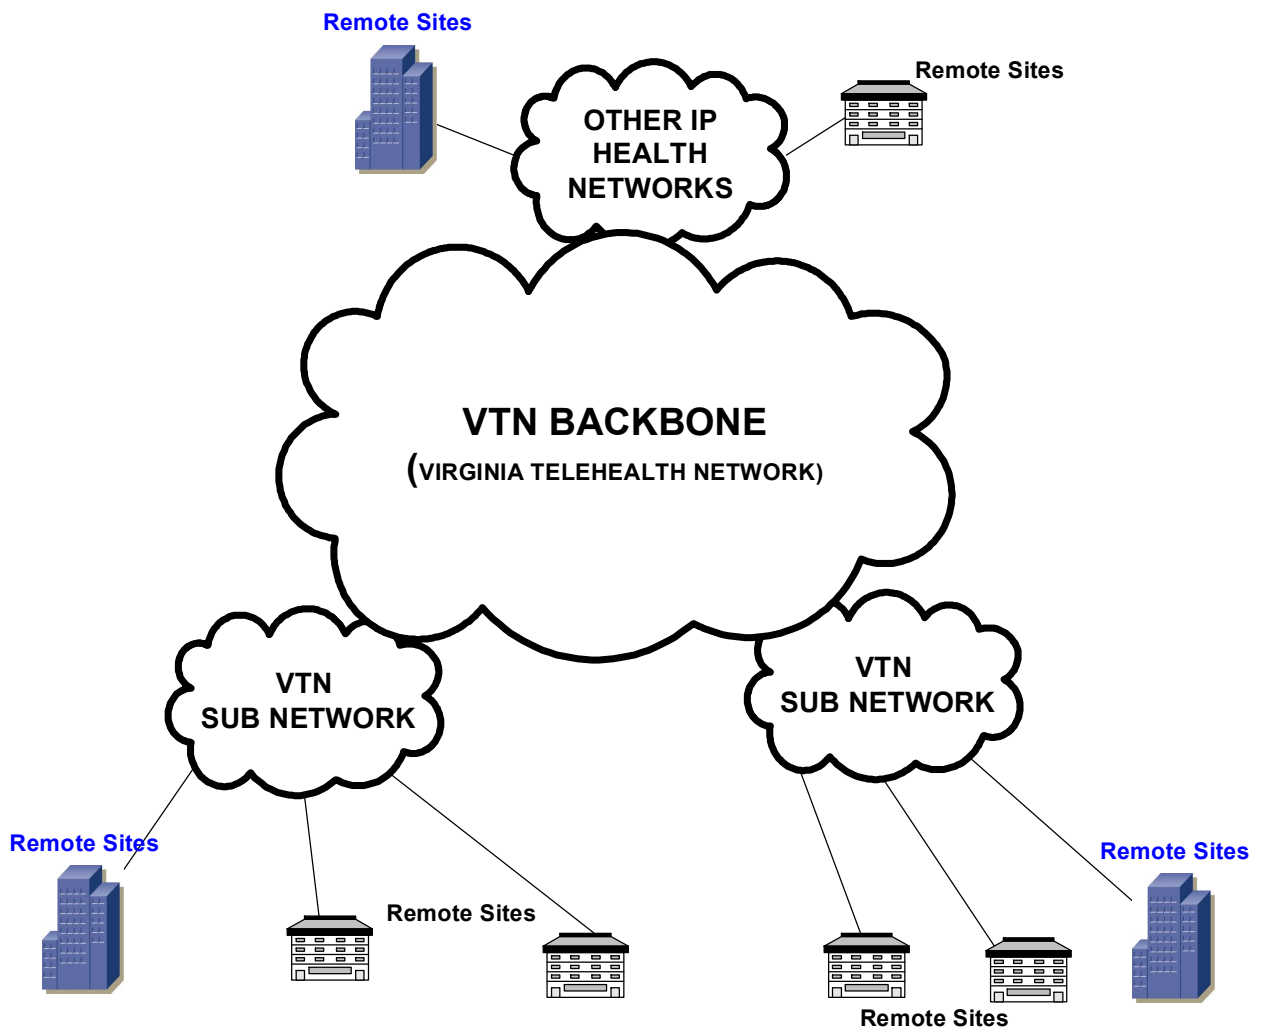 Remote Sites
Remote Sites
OTHER IP
HEALTH
NETWORKS
VTN BACKBONE
(VIRGINIA TELEHEALTH NETWORK)
VTN
SUB NETWORK
VTN
SUB NETWORK
Remote Sites
Remote Sites
Remote Sites
Remote Sites